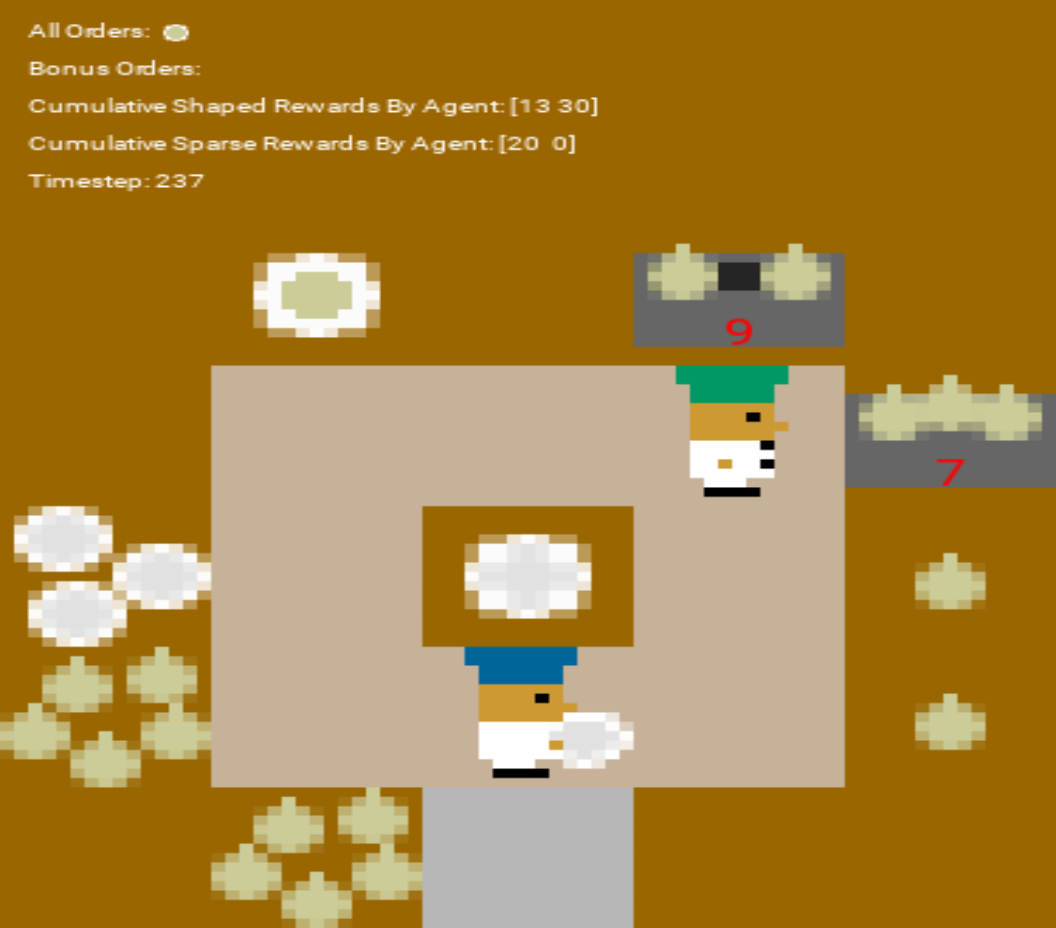 All Orders:
Bonus Orders:
Cumulative Shaped Rewards By Agent: [13 30]
Cumulative Sparse Rewards By Agent: [20  0]
Timestep: 237
9
7